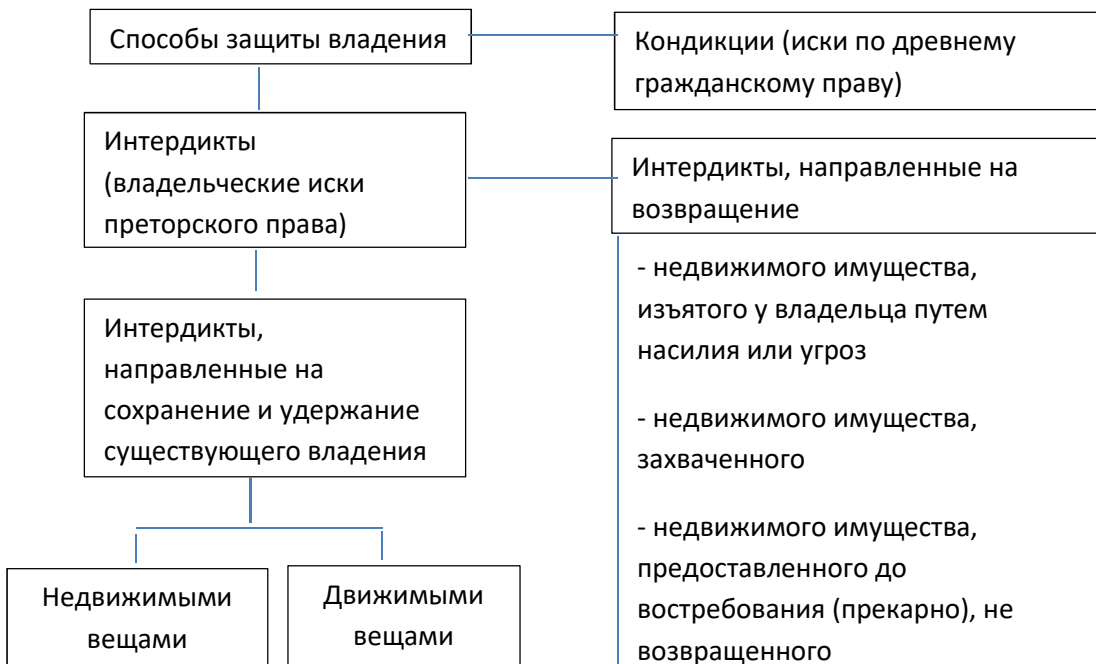 Способы защиты владения
Кондикции (иски по древнему
гражданскому праву)
Интердикты
(владельческие иски
преторского права)
Интердикты, направленные на
возвращение
- недвижимого имущества,
изъятого у владельца путем
насилия или угроз
- недвижимого имущества,
захваченного
- недвижимого имущества,
предоставленного до
востребования (прекарно), не
возвращенного
Интердикты,
направленные на
сохранение и удержание
существующего владения
Недвижимыми
вещами
Движимыми
вещами